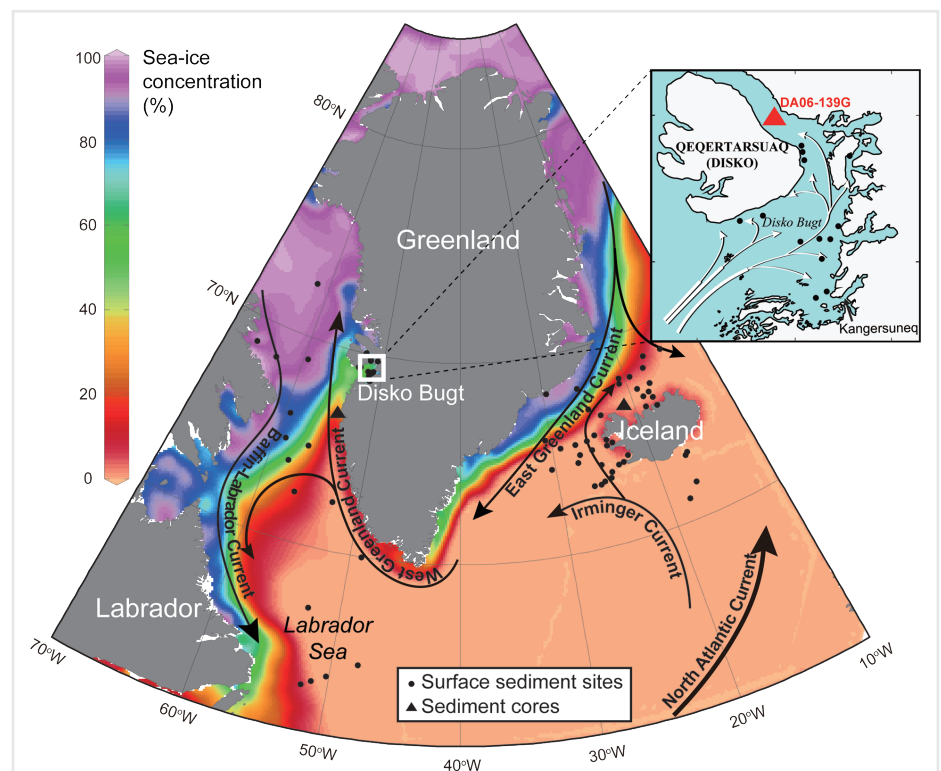 100
80
60
40
20
0
Sea-ice
concentration
(%)
80°N
70°N
DA06-139G
QEQERTARSUAQ
(DISKO)
Disko Bugt
Kangersuneq
Greenland
Disko Bugt
Iceland
East Greenland Current
Baffin-Labrador Current
West Greenland Current
Irminger Current
North Atlantic Current
Labrador
Labrador
Sea
Surface sediment sites
Sediment cores
70°W
60°W
50°W
40°W
30°W
20°W
10°W